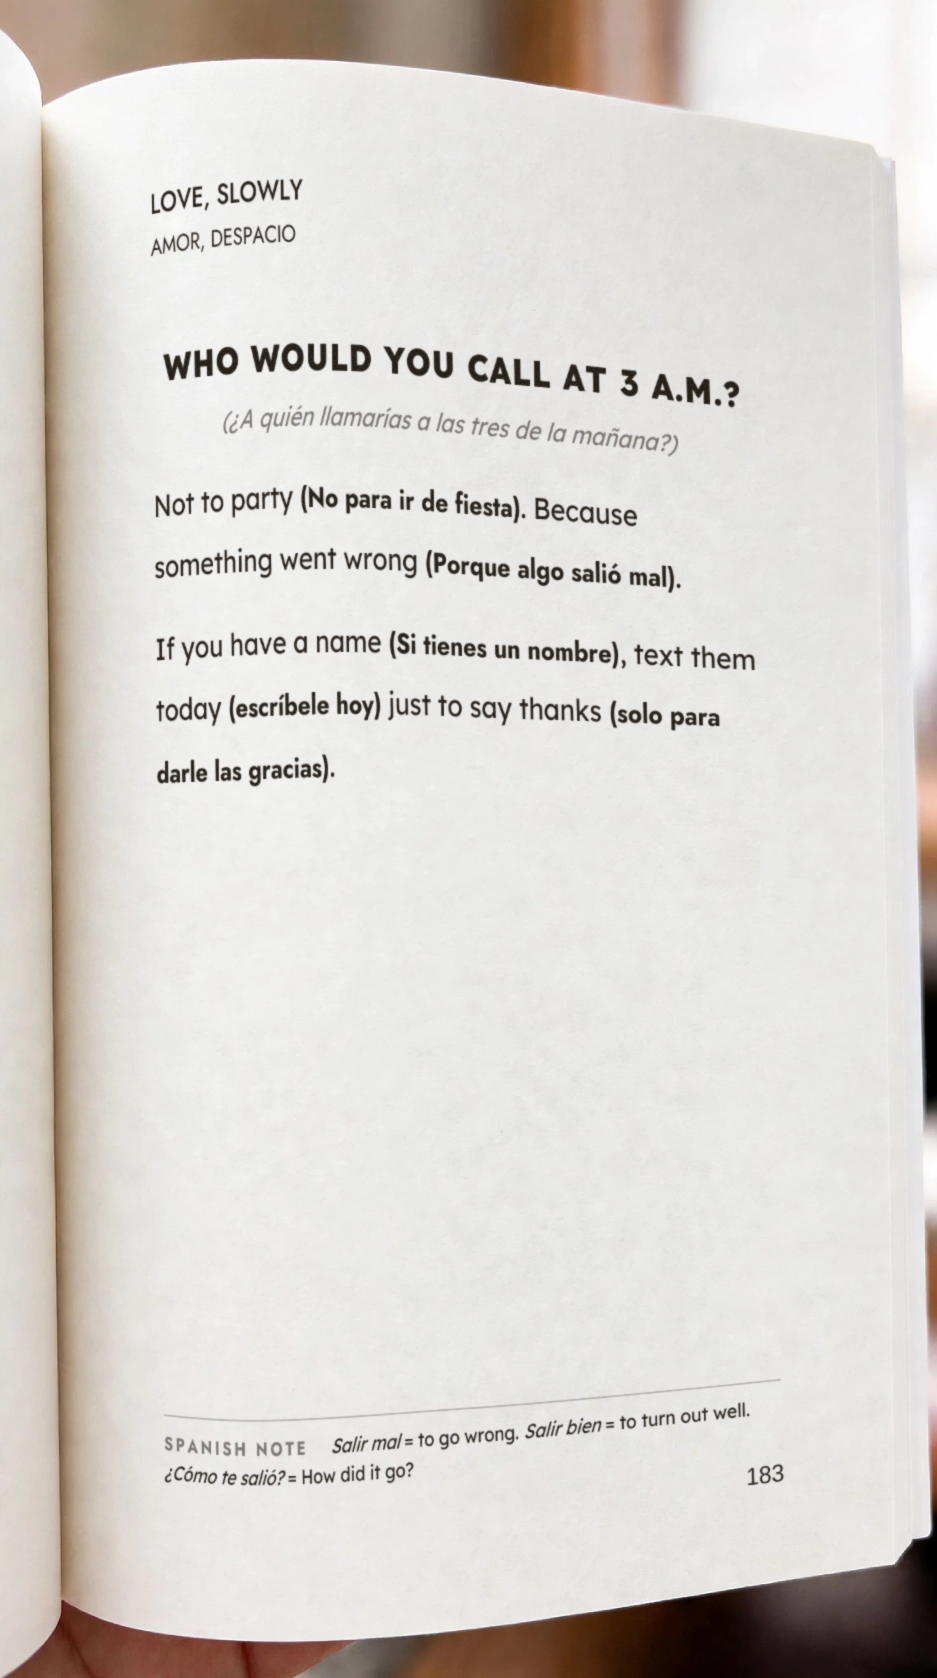 LOVE, SLOWLY
AMOR, DESPACIO
WHO WOULD YOU CALL AT 3 A.M.?
(¿A quién llamarías a las tres de la mañana?)
Not to party (No para ir de fiesta). Because
something went wrong (Porque algo salió mal).
If you have a name (Si tienes un nombre), text them
today (escríbele hoy) just to say thanks (solo para
darle las gracias).
SPANISH NOTE Salir mal = to go wrong. Salir bien = to turn out well.
¿Cómo te salió? = How did it go?
183